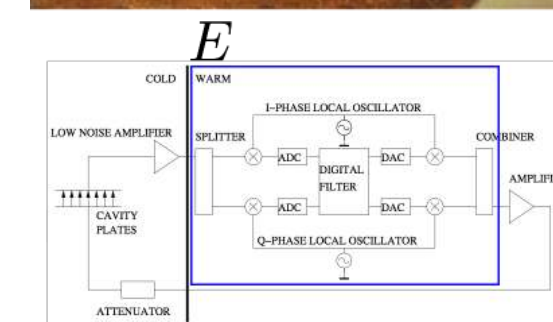 E
COLD WARM
I-PHASE LOCAL OSCILLATOR
LOW NOISE AMPLIFIER SPLITTER COMBINER
ADC DAC
DIGITAL
FILTER
AMPLIFI
CAVITY
PLATES
ADC DAC
Q-PHASE LOCAL OSCILLATOR
ATTENUATOR